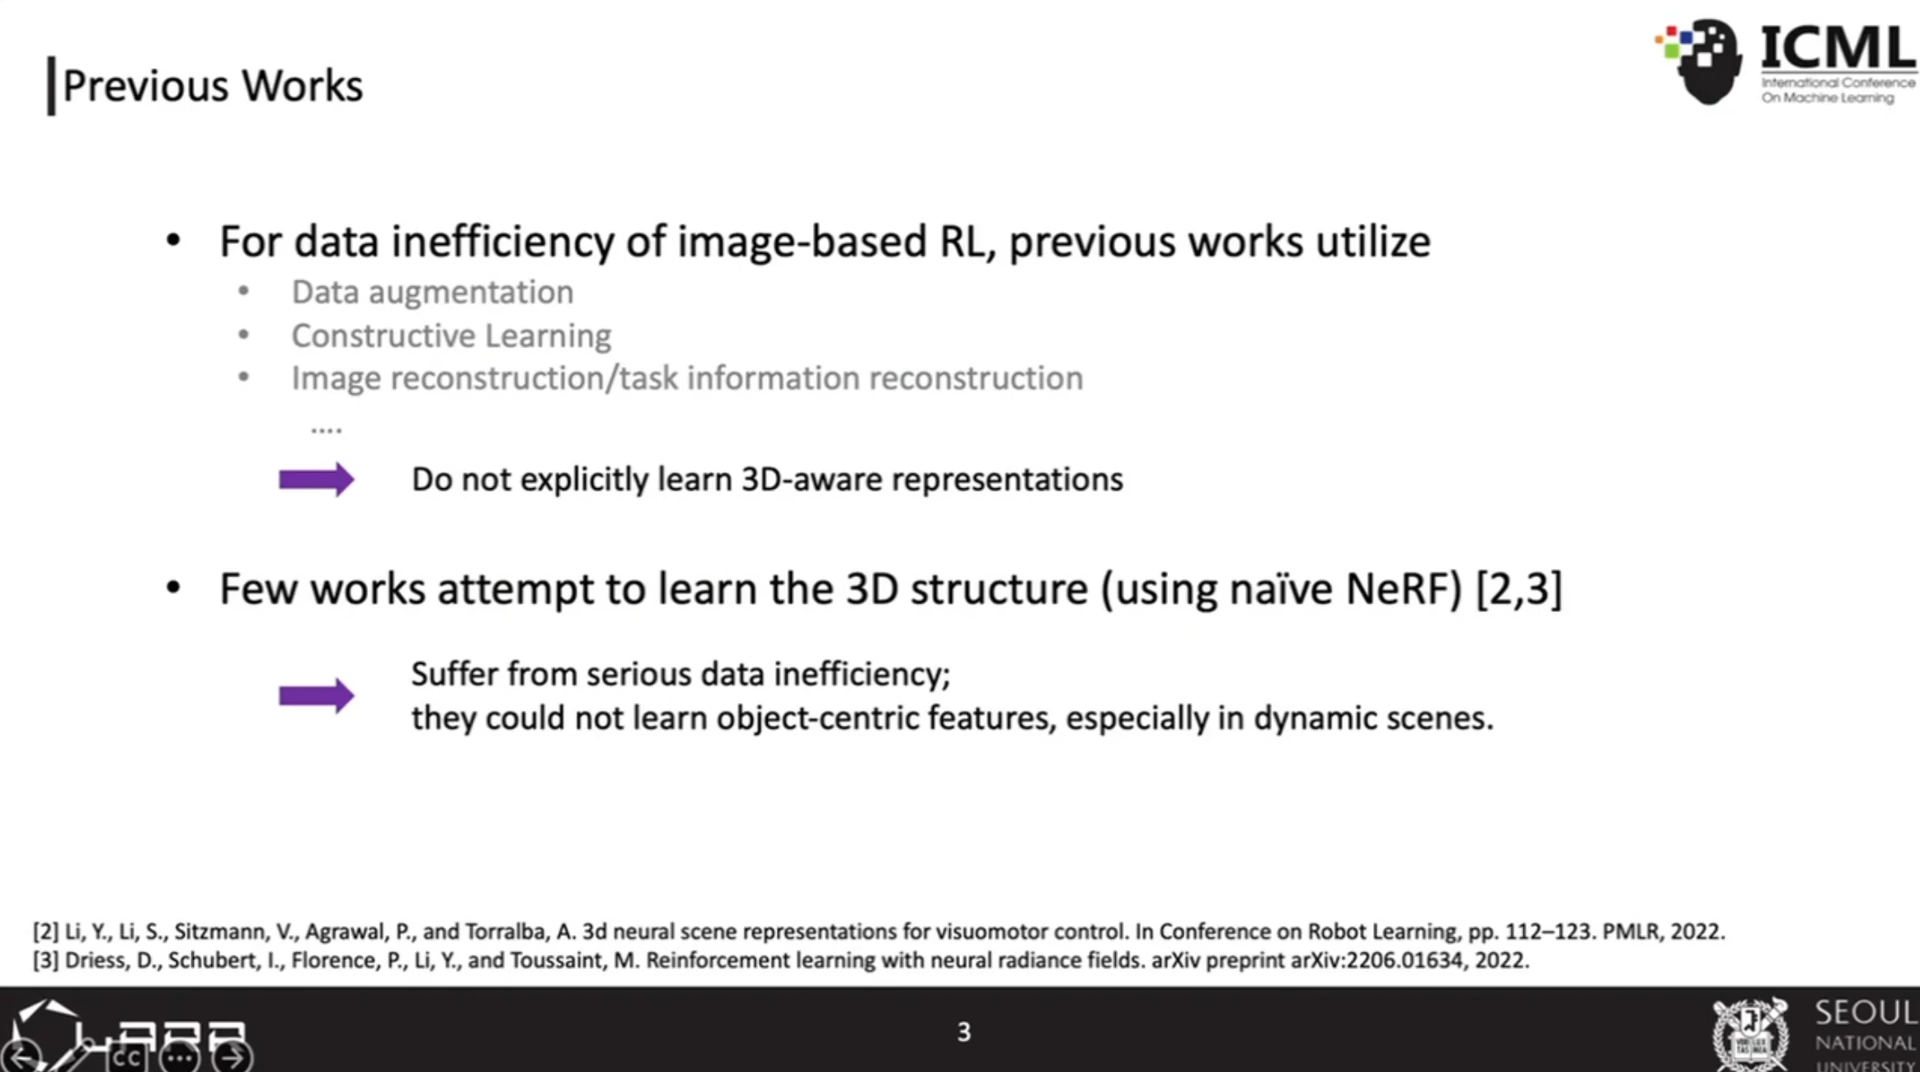 Previous Works
ICML
International Conference
On Machine Learning
• For data inefficiency of image-based RL, previous works utilize
• Data augmentation
• Constructive Learning
• Image reconstruction/task information reconstruction
....
Do not explicitly learn 3D-aware representations
• Few works attempt to learn the 3D structure (using naïve NeRF) [2,3]
Suffer from serious data inefficiency;
they could not learn object-centric features, especially in dynamic scenes.
[2] Li, Y., Li, S., Sitzmann, V., Agrawal, P., and Torralba, A. 3d neural scene representations for visuomotor control. In Conference on Robot Learning, pp. 112–123. PMLR, 2022.
[3] Driess, D., Schubert, I., Florence, P., Li, Y., and Toussaint, M. Reinforcement learning with neural radiance fields. arXiv preprint arXiv:2206.01634, 2022.
CC
3
SEOUL
NATIONAL
UNIVERSITY